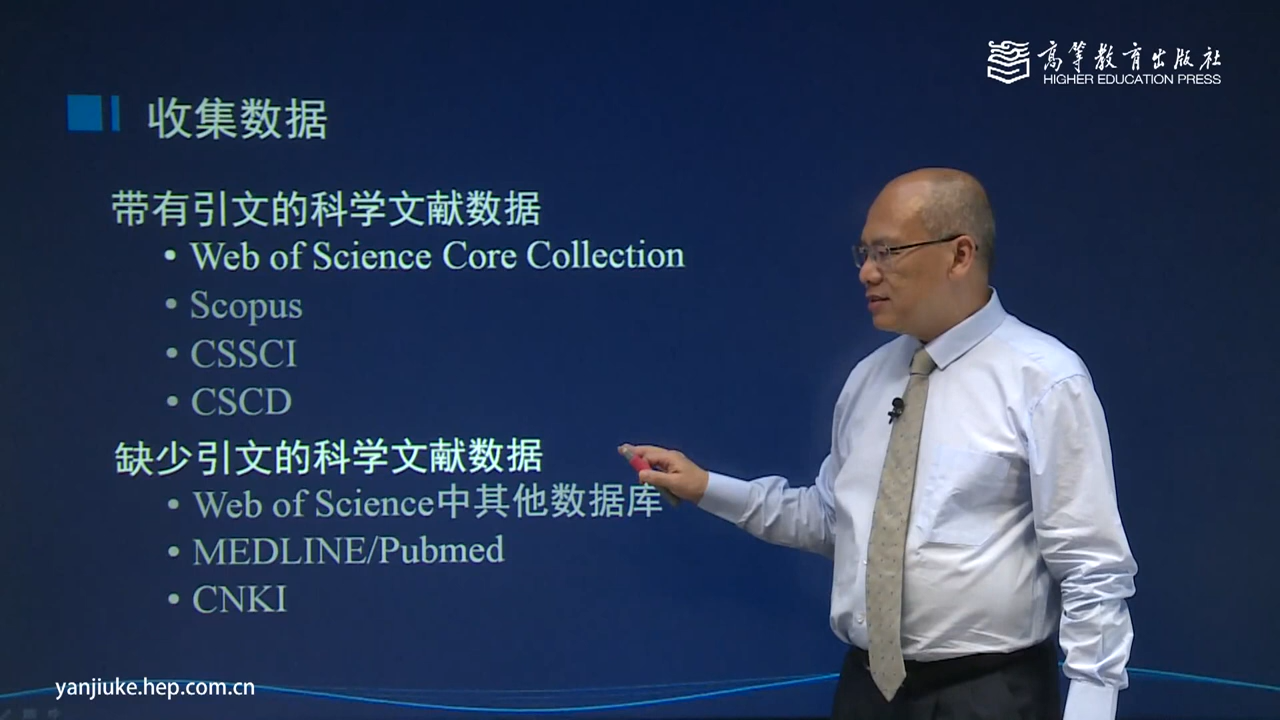 高等教育出版社
HIGHER EDUCATION PRESS
收集数据
带有引文的科学文献数据
• Web of Science Core Collection
• Scopus
• CSSCI
• CSCD
缺少引文的科学文献数据
• Web of Science中其他数据库
• MEDLINE/Pubmed
• CNKI
yanjiuke.hep.com.cn